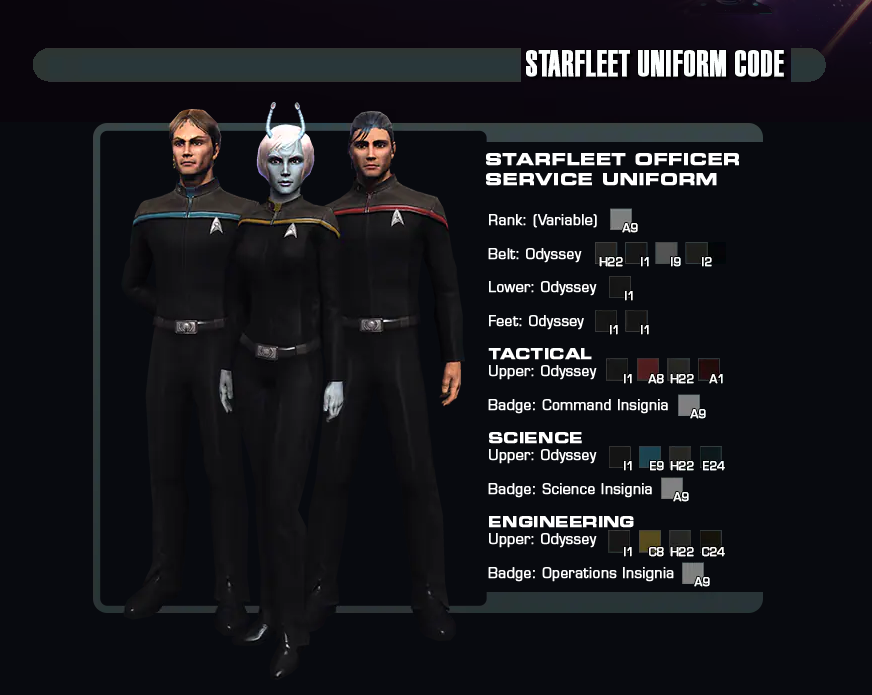 STARFLEET UNIFORM CODE
STARFLEET OFFICER
SERVICE UNIFORM
Rank: (Variable) A9
Belt: Odyssey H22 I1 I9 I2
Lower: Odyssey I1
Feet: Odyssey I1 I1
TACTICAL
Upper: Odyssey I1 A8 H22 A1
Badge: Command Insignia A9
SCIENCE
Upper: Odyssey I1 E9 H22 E24
Badge: Science Insignia A9
ENGINEERING
Upper: Odyssey I1 C8 H22 C24
Badge: Operations Insignia A9